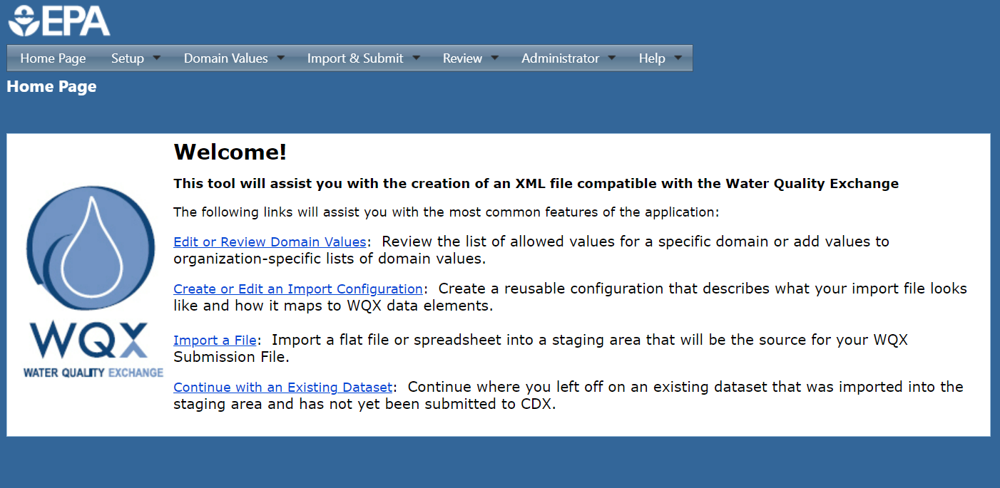 EPA
Home Page Setup Domain Values Import & Submit Review Administrator Help
Home Page
Welcome!
This tool will assist you with the creation of an XML file compatible with the Water Quality Exchange
The following links will assist you with the most common features of the application:
Edit or Review Domain Values: Review the list of allowed values for a specific domain or add values to
organization-specific lists of domain values.
Create or Edit an Import Configuration: Create a reusable configuration that describes what your import file looks
like and how it maps to WQX data elements.
Import a File: Import a flat file or spreadsheet into a staging area that will be the source for your WQX
Submission File.
Continue with an Existing Dataset: Continue where you left off on an existing dataset that was imported into the
staging area and has not yet been submitted to CDX.
WQX
WATER QUALITY EXCHANGE